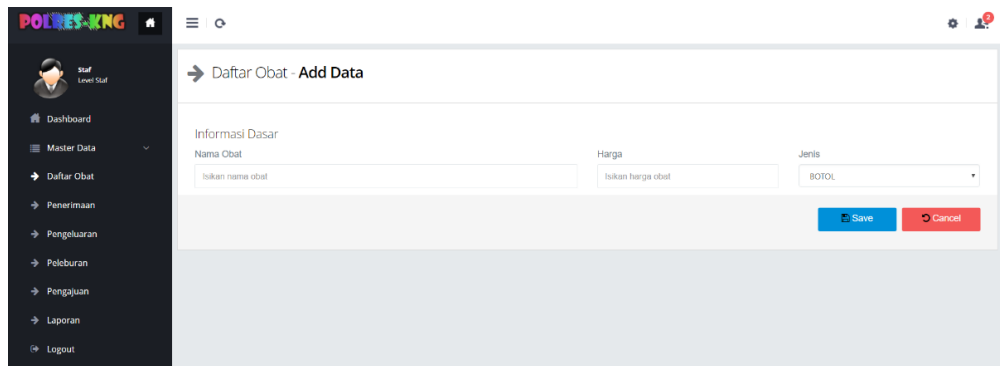 POLRES-KNG
2
Staf
Level Staf
Daftar Obat - Add Data
Dashboard
Master Data
Daftar Obat
Penerimaan
Pengeluaran
Peleburan
Pengajuan
Laporan
Logout
Informasi Dasar
Nama Obat
Harga
Jenis
Isikan nama obat
Isikan harga obat
BOTOL
Save
Cancel